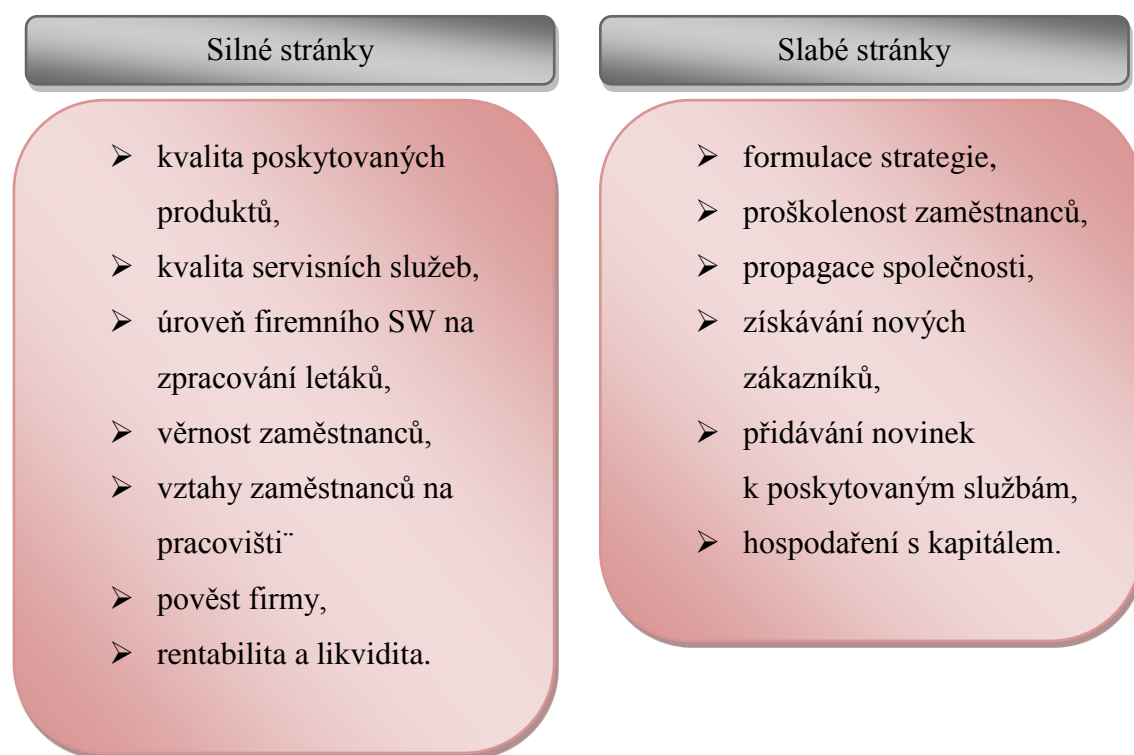 Silné stránky
➢ kvalita poskytovaných
produktů,
➢ kvalita servisních služeb,
➢ úroveň firemního SW na
zpracování letáků,
➢ věrnost zaměstnanců,
➢ vztahy zaměstnanců na
pracovišti¨
➢ pověst firmy,
➢ rentabilita a likvidita.
Slabé stránky
➢ formulace strategie,
➢ proškolenost zaměstnanců,
➢ propagace společnosti,
➢ získávání nových
zákazníků,
➢ přidávání novinek
k poskytovaným službám,
➢ hospodaření s kapitálem.